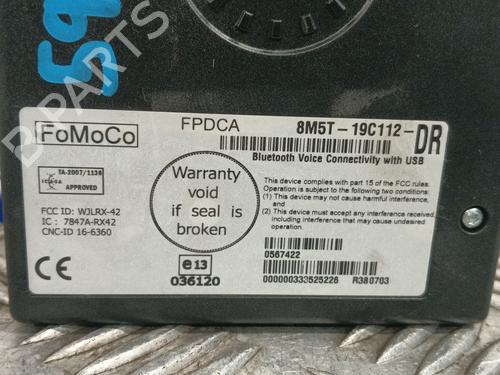 59
B PARTS
FoMoCo
FPDCA
8M5T-19C112-DR
Bluetooth Voice Connectivity with USB
TA-2007/1138
ICASA
APPROVED
Warranty
void
if seal is
broken
This device complies with part 15 of the FCC rules.
Operation is subject to the following two conditions:
(1) This device may not cause harmful interference, and
(2) This device must accept any interference received,
including interference that may cause undesired
operation.
FCC ID: WJLRX-42
IC : 7847A-RX42
CNC-ID 16-6360
CE
e13
036120
0567422
000000333525226 R380703